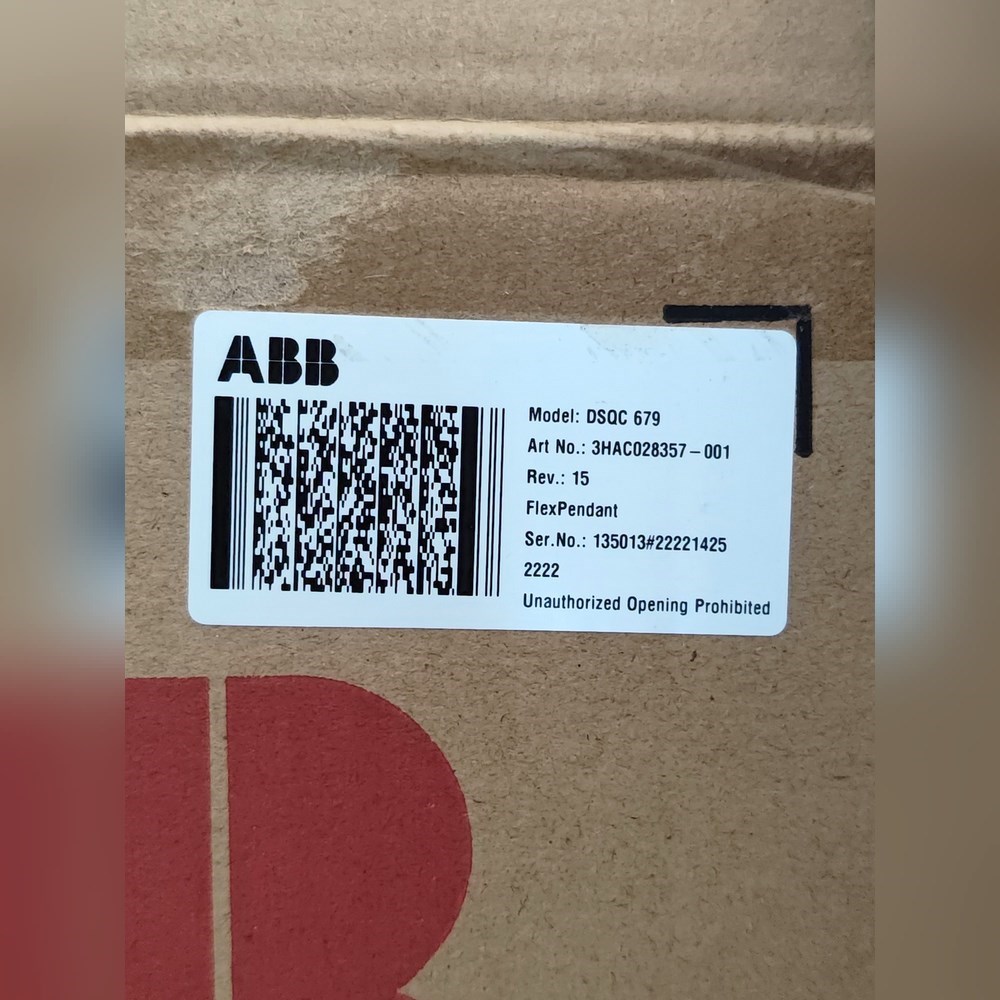 ABB
Model: DSQC 679
Art No.: 3HAC028357-001
Rev.: 15
FlexPendant
Ser.No.: 135013#22221425
2222
Unauthorized Opening Prohibited